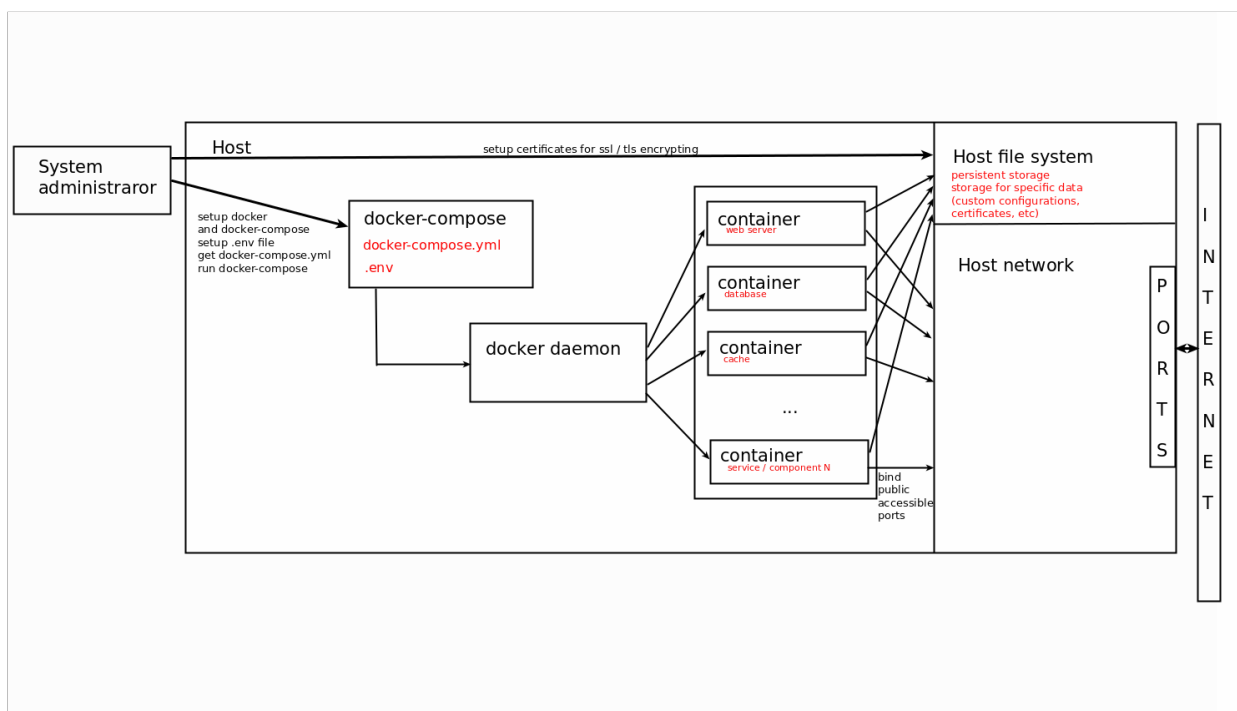 System
administraror
Host
setup certificates for ssl / tls encrypting
setup docker
and docker-compose
setup .env file
get docker-compose.yml
run docker-compose
docker-compose
docker-compose.yml
.env
docker daemon
container
web server
container
database
container
cache
...
container
service / component N
bind
public
accessible
ports
Host file system
persistent storage
storage for specific data
(custom configurations,
certificates, etc)
Host network
PORTS
INTERNET